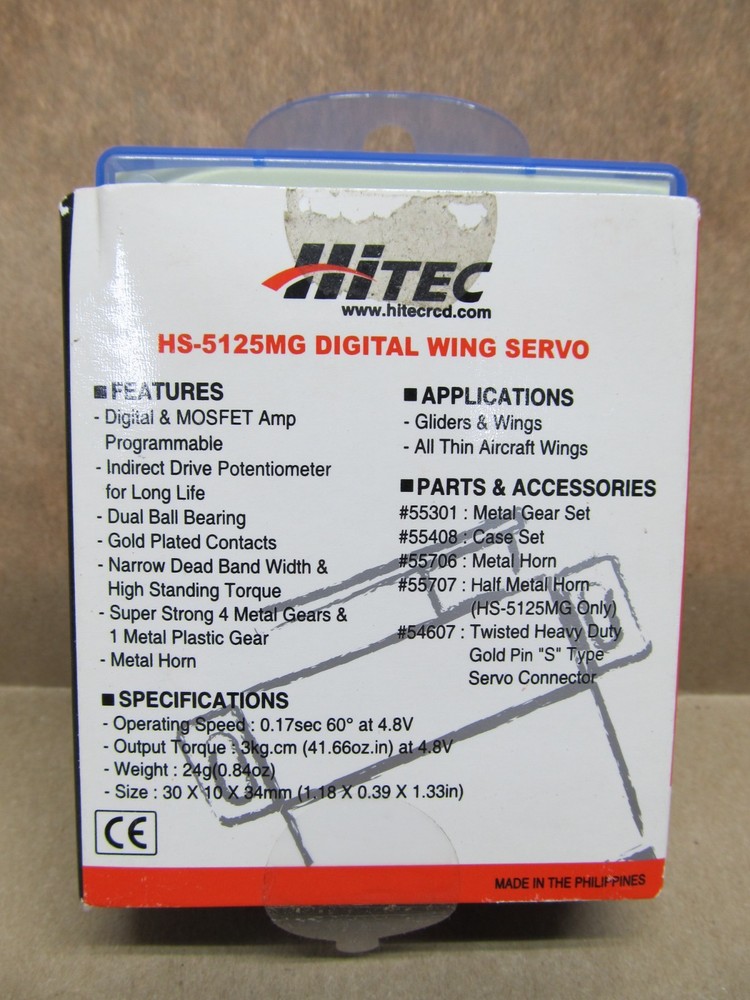 HiTEC
www.hitecrcd.com
HS-5125MG DIGITAL WING SERVO
■ FEATURES
- Digital & MOSFET Amp
Programmable
- Indirect Drive Potentiometer
for Long Life
- Dual Ball Bearing
- Gold Plated Contacts
- Narrow Dead Band Width &
High Standing Torque
- Super Strong 4 Metal Gears &
1 Metal Plastic Gear
- Metal Horn
■ APPLICATIONS
- Gliders & Wings
- All Thin Aircraft Wings
■ PARTS & ACCESSORIES
#55301 : Metal Gear Set
#55408 : Case Set
#55706 : Metal Horn
#55707 : Half Metal Horn
(HS-5125MG Only)
#54607 : Twisted Heavy Duty
Gold Pin "S" Type
Servo Connector
■ SPECIFICATIONS
- Operating Speed : 0.17sec 60° at 4.8V
- Output Torque : 3kg.cm (41.66oz.in) at 4.8V
- Weight : 24g(0.84oz)
- Size : 30 X 10 X 34mm (1.18 X 0.39 X 1.33in)
CE
MADE IN THE PHILIPPINES